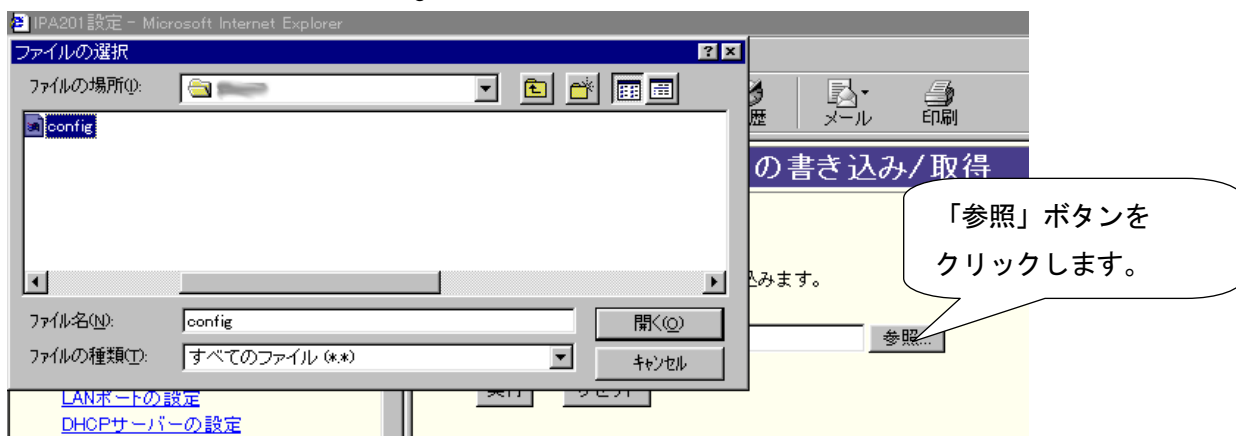 IPA201設定 - Microsoft Internet Explorer
ファイルの選択
ファイルの場所(I):
config
ファイル名(N):
config
開く(O)
ファイルの種類(T):
すべてのファイル (*.*)
キャンセル
歴
メール
印刷
の書き込み/取得
「参照」ボタンを
クリックします。
込みます。
参照...
LANポートの設定
DHCPサーバーの設定